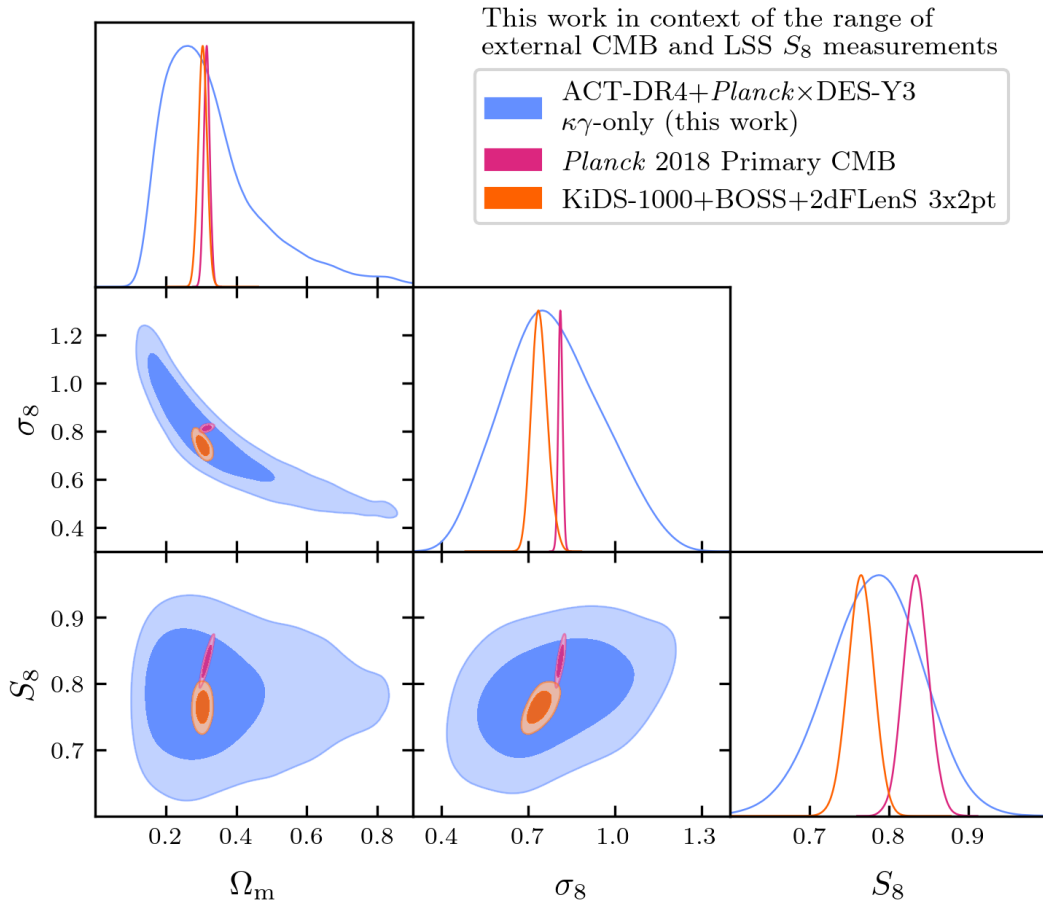 This work in context of the range of
external CMB and LSS S₈ measurements
ACT-DR4+Planck×DES-Y3
κγ-only (this work)
Planck 2018 Primary CMB
KiDS-1000+BOSS+2dFLenS 3x2pt
σ₈
1.2
1.0
0.8
0.6
0.4
S₈
0.9
0.8
0.7
0.2 0.4 0.6 0.8
0.4 0.7 1.0 1.3
0.7 0.8 0.9
Ωₘ
σ₈
S₈